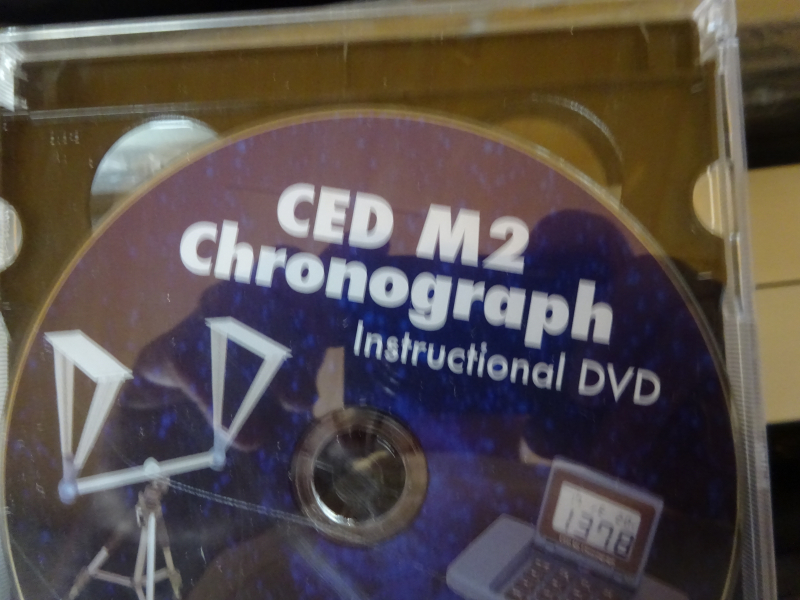 CED M2
Chronograph
Instructional DVD
1378